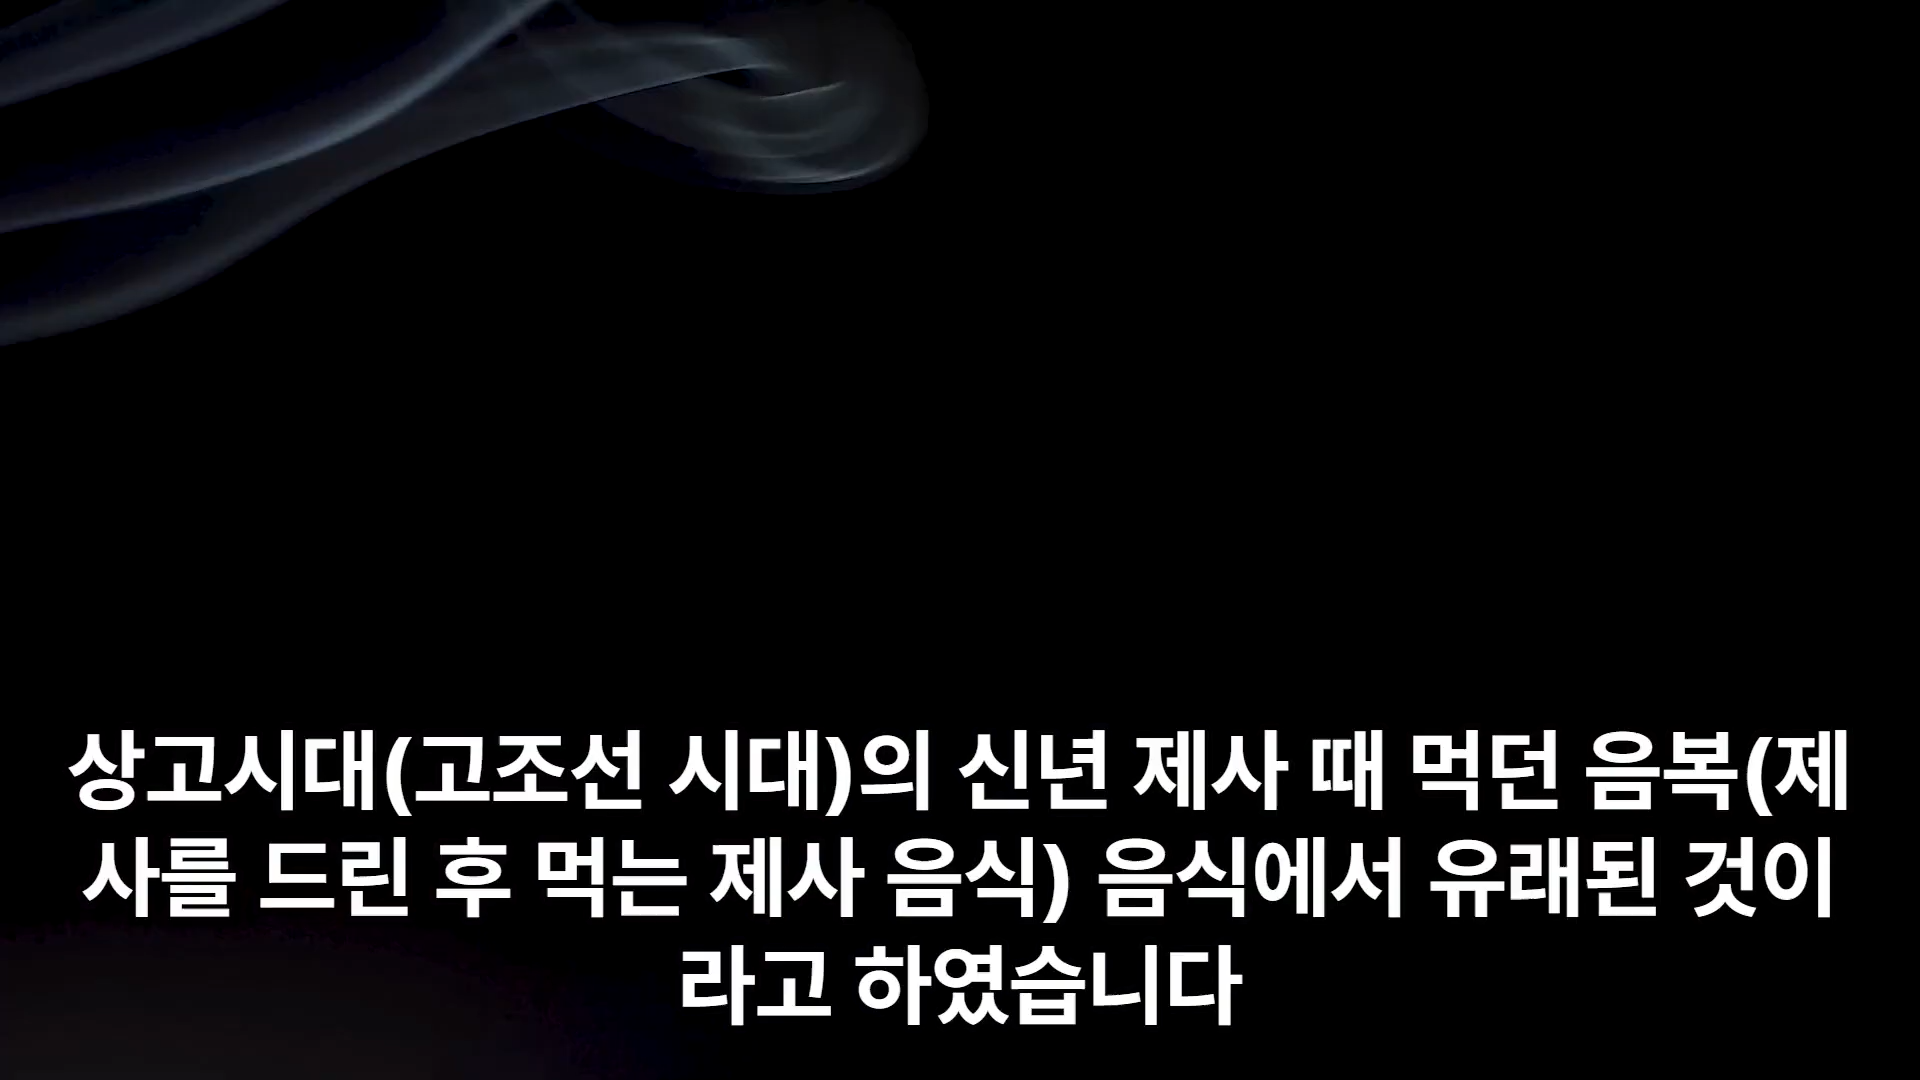 상고시대(고조선 시대)의 신년 제사 때 먹던 음복(제
사를 드린 후 먹는 제사 음식) 음식에서 유래된 것이
라고 하였습니다